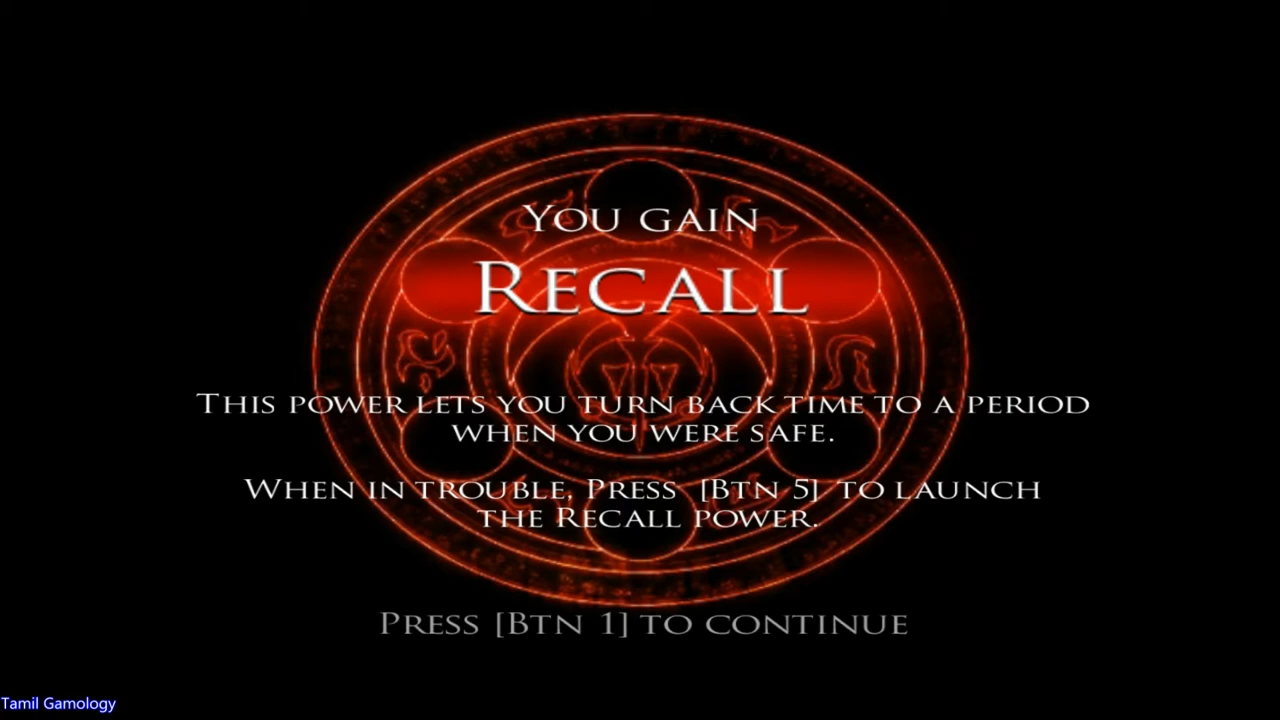 You gain
Recall
This power lets you turn back time to a period
when you were safe.
When in trouble, Press [Btn 5] to launch
the Recall power.
Press [Btn 1] to continue
Tamil Gamology